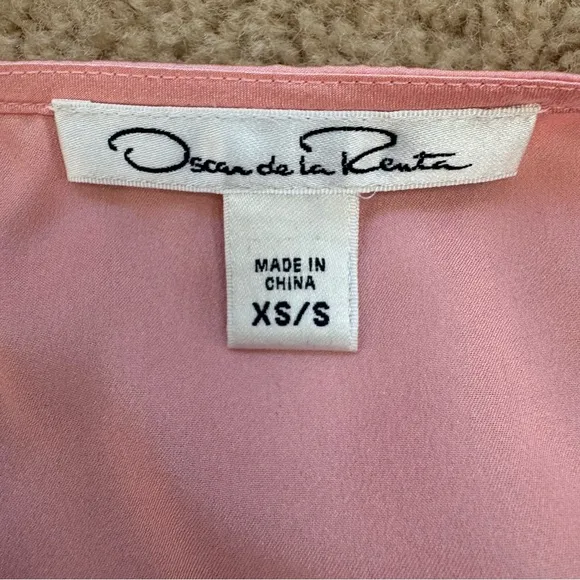 Oscar de la Renta
MADE IN
CHINA
XS/S